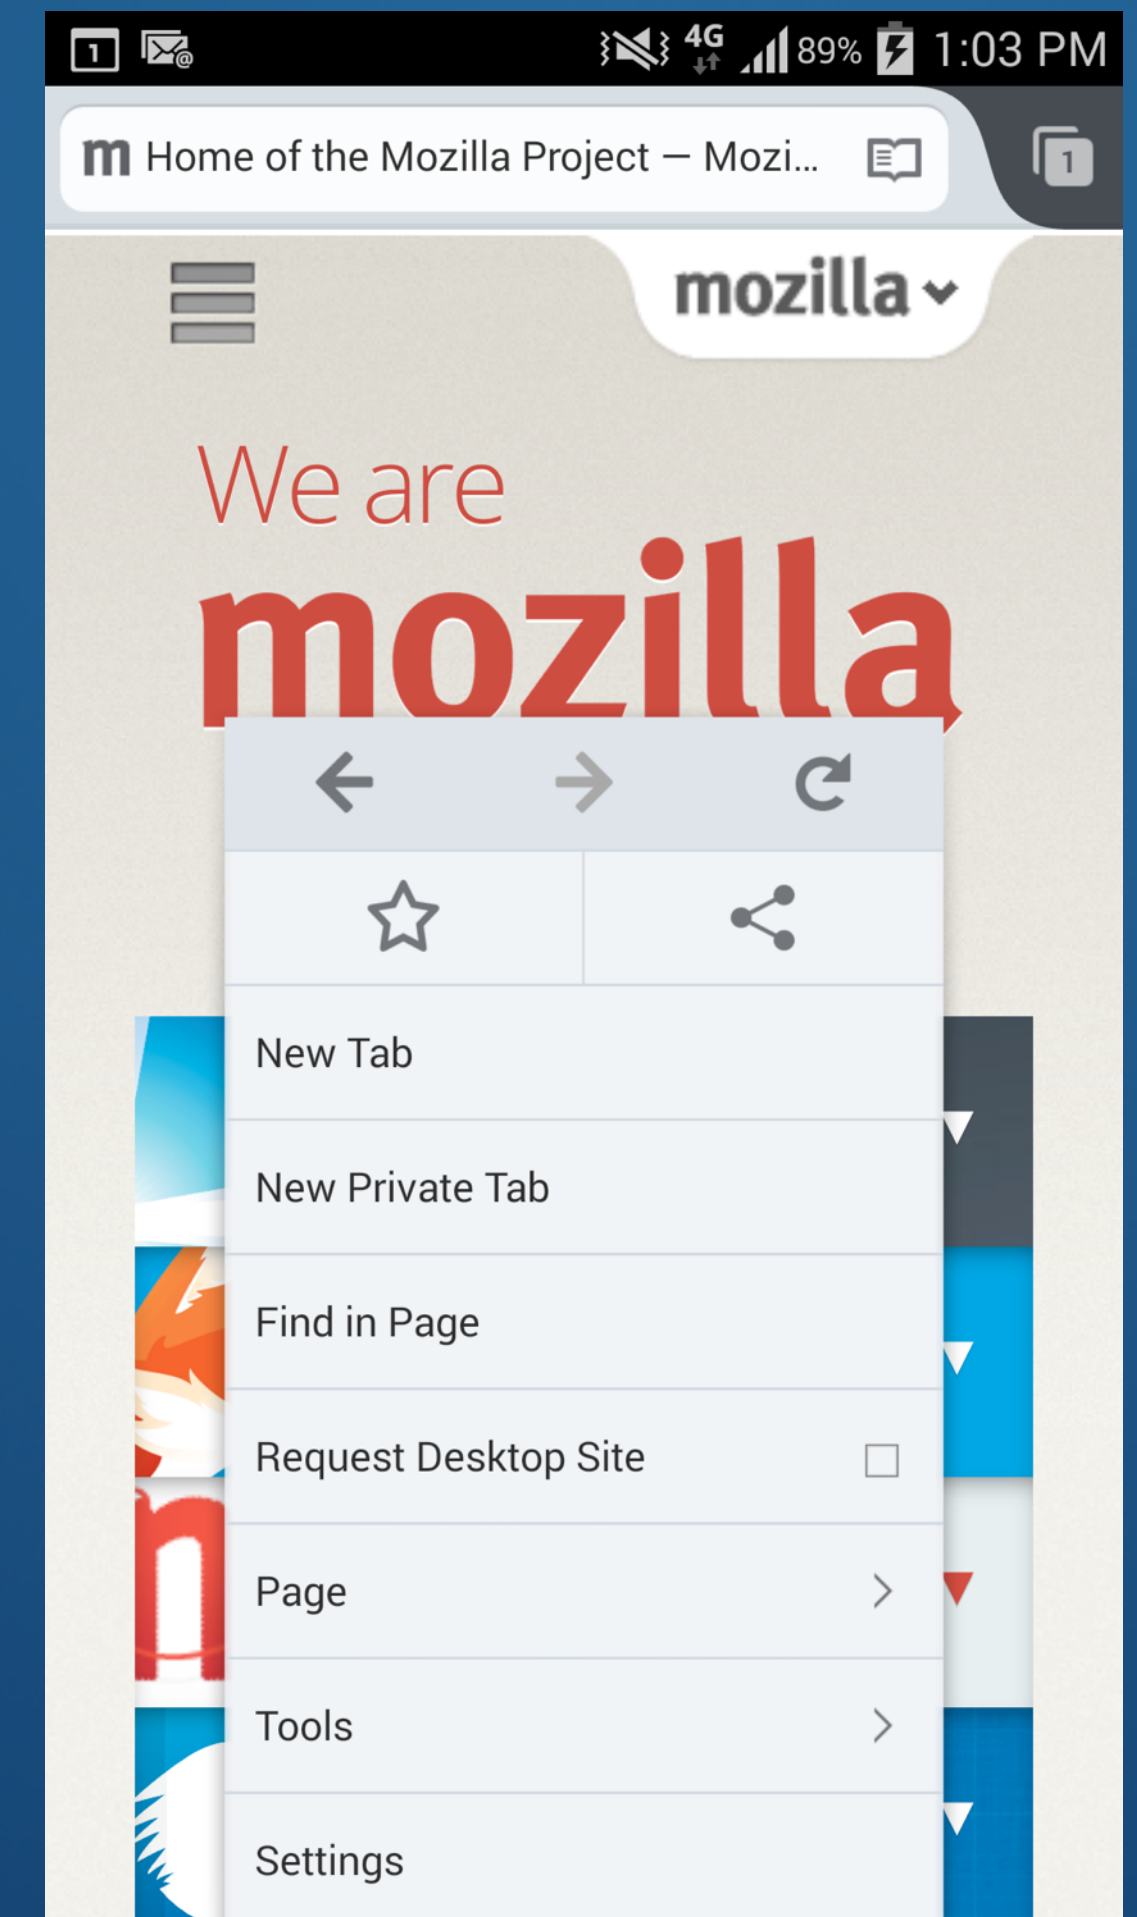 1 4G 89% 1:03 PM
m Home of the Mozilla Project — Mozi... 1
mozilla
We are
mozilla
New Tab
New Private Tab
Find in Page
Request Desktop Site
Page
Tools
Settings